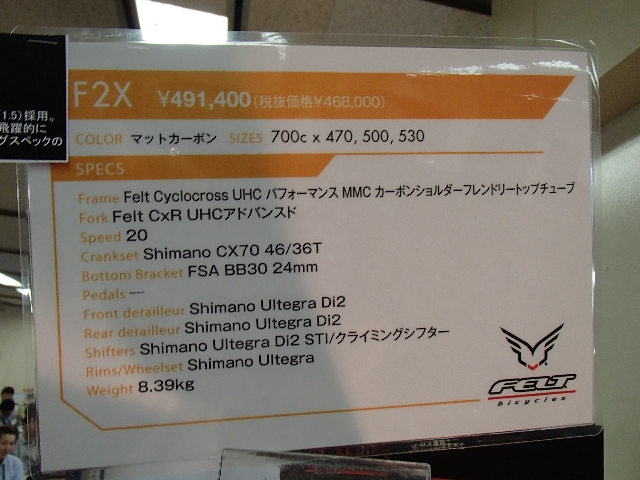 1.5)採用。
飛躍的に
グスペックの
F2X ¥491,400(税抜価格¥468,000)
COLOR マットカーボン SIZES 700c x 470, 500, 530
SPECS
Frame Felt Cyclocross UHC パフォーマンス MMC カーボンショルダーフレンドリートップチューブ
Fork Felt CxR UHCアドバンスド
Speed 20
Crankset Shimano CX70 46/36T
Bottom Bracket FSA BB30 24mm
Pedals —
Front derailleur Shimano Ultegra Di2
Rear derailleur Shimano Ultegra Di2
Shifters Shimano Ultegra Di2 STI/クライミングシフター
Rims/Wheelset Shimano Ultegra
Weight 8.39kg
FELT
bicycles